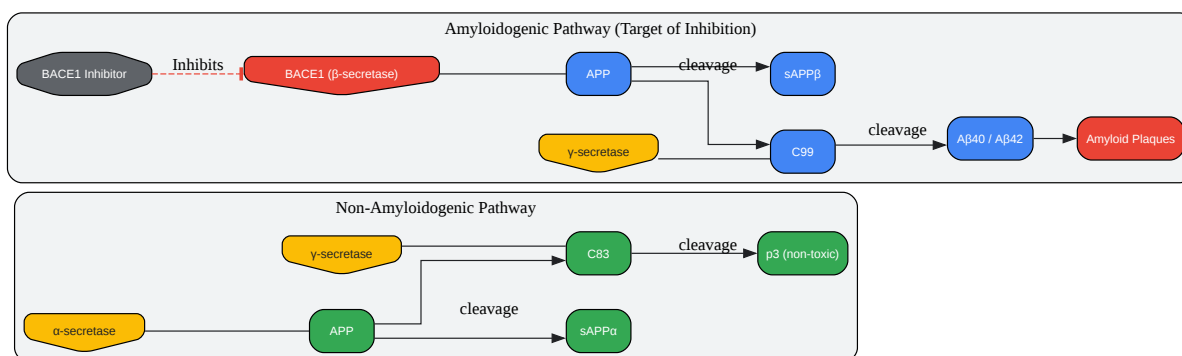 Amyloidogenic Pathway (Target of Inhibition)
BACE1 Inhibitor
Inhibits
BACE1 (β-secretase)
APP
cleavage
sAPPβ
γ-secretase
C99
cleavage
Aβ40 / Aβ42
Amyloid Plaques
Non-Amyloidogenic Pathway
γ-secretase
C83
cleavage
p3 (non-toxic)
α-secretase
APP
cleavage
sAPPα